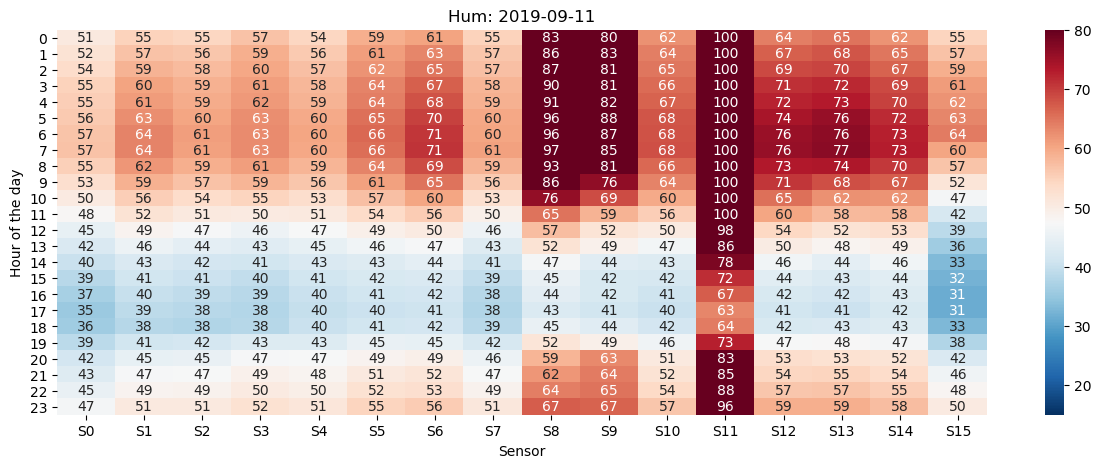 Hum: 2019-09-11
0 51 55 55 57 54 59 61 55 83 80 62 100 64 65 62 55 80
1 52 57 56 59 56 61 63 57 86 83 64 100 67 68 65 57
2 54 59 58 60 57 62 65 57 87 81 65 100 69 70 67 59
3 55 60 59 61 58 64 67 58 90 81 66 100 71 72 69 61 70
4 55 61 59 62 59 64 68 59 91 82 67 100 72 73 70 62
5 56 63 60 63 60 65 70 60 96 88 68 100 74 76 72 63
6 57 64 61 63 60 66 71 60 96 87 68 100 76 76 73 64
7 57 64 61 63 60 66 71 61 97 85 68 100 76 77 73 60 60
8 55 62 59 61 59 64 69 59 93 81 66 100 73 74 70 57
9 53 59 57 59 56 61 65 56 86 76 64 100 71 68 67 52
10 50 56 54 55 53 57 60 53 76 69 60 100 65 62 62 47
11 48 52 51 50 51 54 56 50 65 59 56 100 60 58 58 42 50
12 45 49 47 46 47 49 50 46 57 52 50 98 54 52 53 39
13 42 46 44 43 45 46 47 43 52 49 47 86 50 48 49 36
14 40 43 42 41 43 43 44 41 47 44 43 78 46 44 46 33 40
15 39 41 41 40 41 42 42 39 45 42 42 72 44 43 44 32
16 37 40 39 39 40 41 42 38 44 42 41 67 42 42 43 31
17 35 39 38 38 40 40 41 38 43 41 40 63 41 41 42 31
18 36 38 38 38 40 41 42 39 45 44 42 64 42 43 43 33 30
19 39 41 42 43 43 45 45 42 52 49 46 73 47 48 47 38
20 42 45 45 47 47 49 49 46 59 63 51 83 53 53 52 42
21 43 47 47 49 48 51 52 47 62 64 52 85 54 55 54 46
22 45 49 49 50 50 52 53 49 64 65 54 88 57 57 55 48 20
23 47 51 51 52 51 55 56 51 67 67 57 96 59 59 58 50
S0 S1 S2 S3 S4 S5 S6 S7 S8 S9 S10 S11 S12 S13 S14 S15
Sensor
Hour of the day